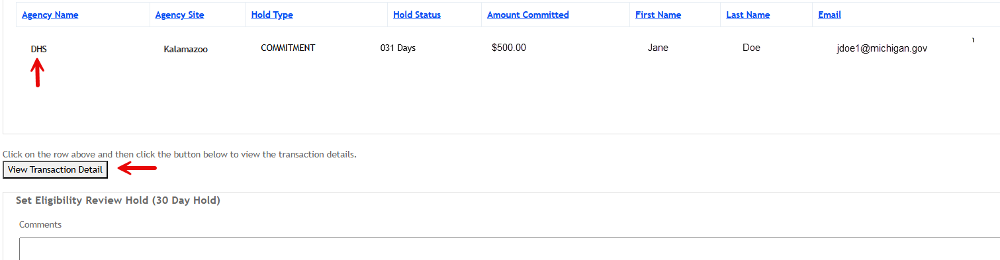 Agency Name Agency Site Hold Type Hold Status Amount Committed First Name Last Name Email
DHS Kalamazoo COMMITMENT 031 Days $500.00 Jane Doe jdoe1@michigan.gov
Click on the row above and then click the button below to view the transaction details.
View Transaction Detail
Set Eligibility Review Hold (30 Day Hold)
Comments